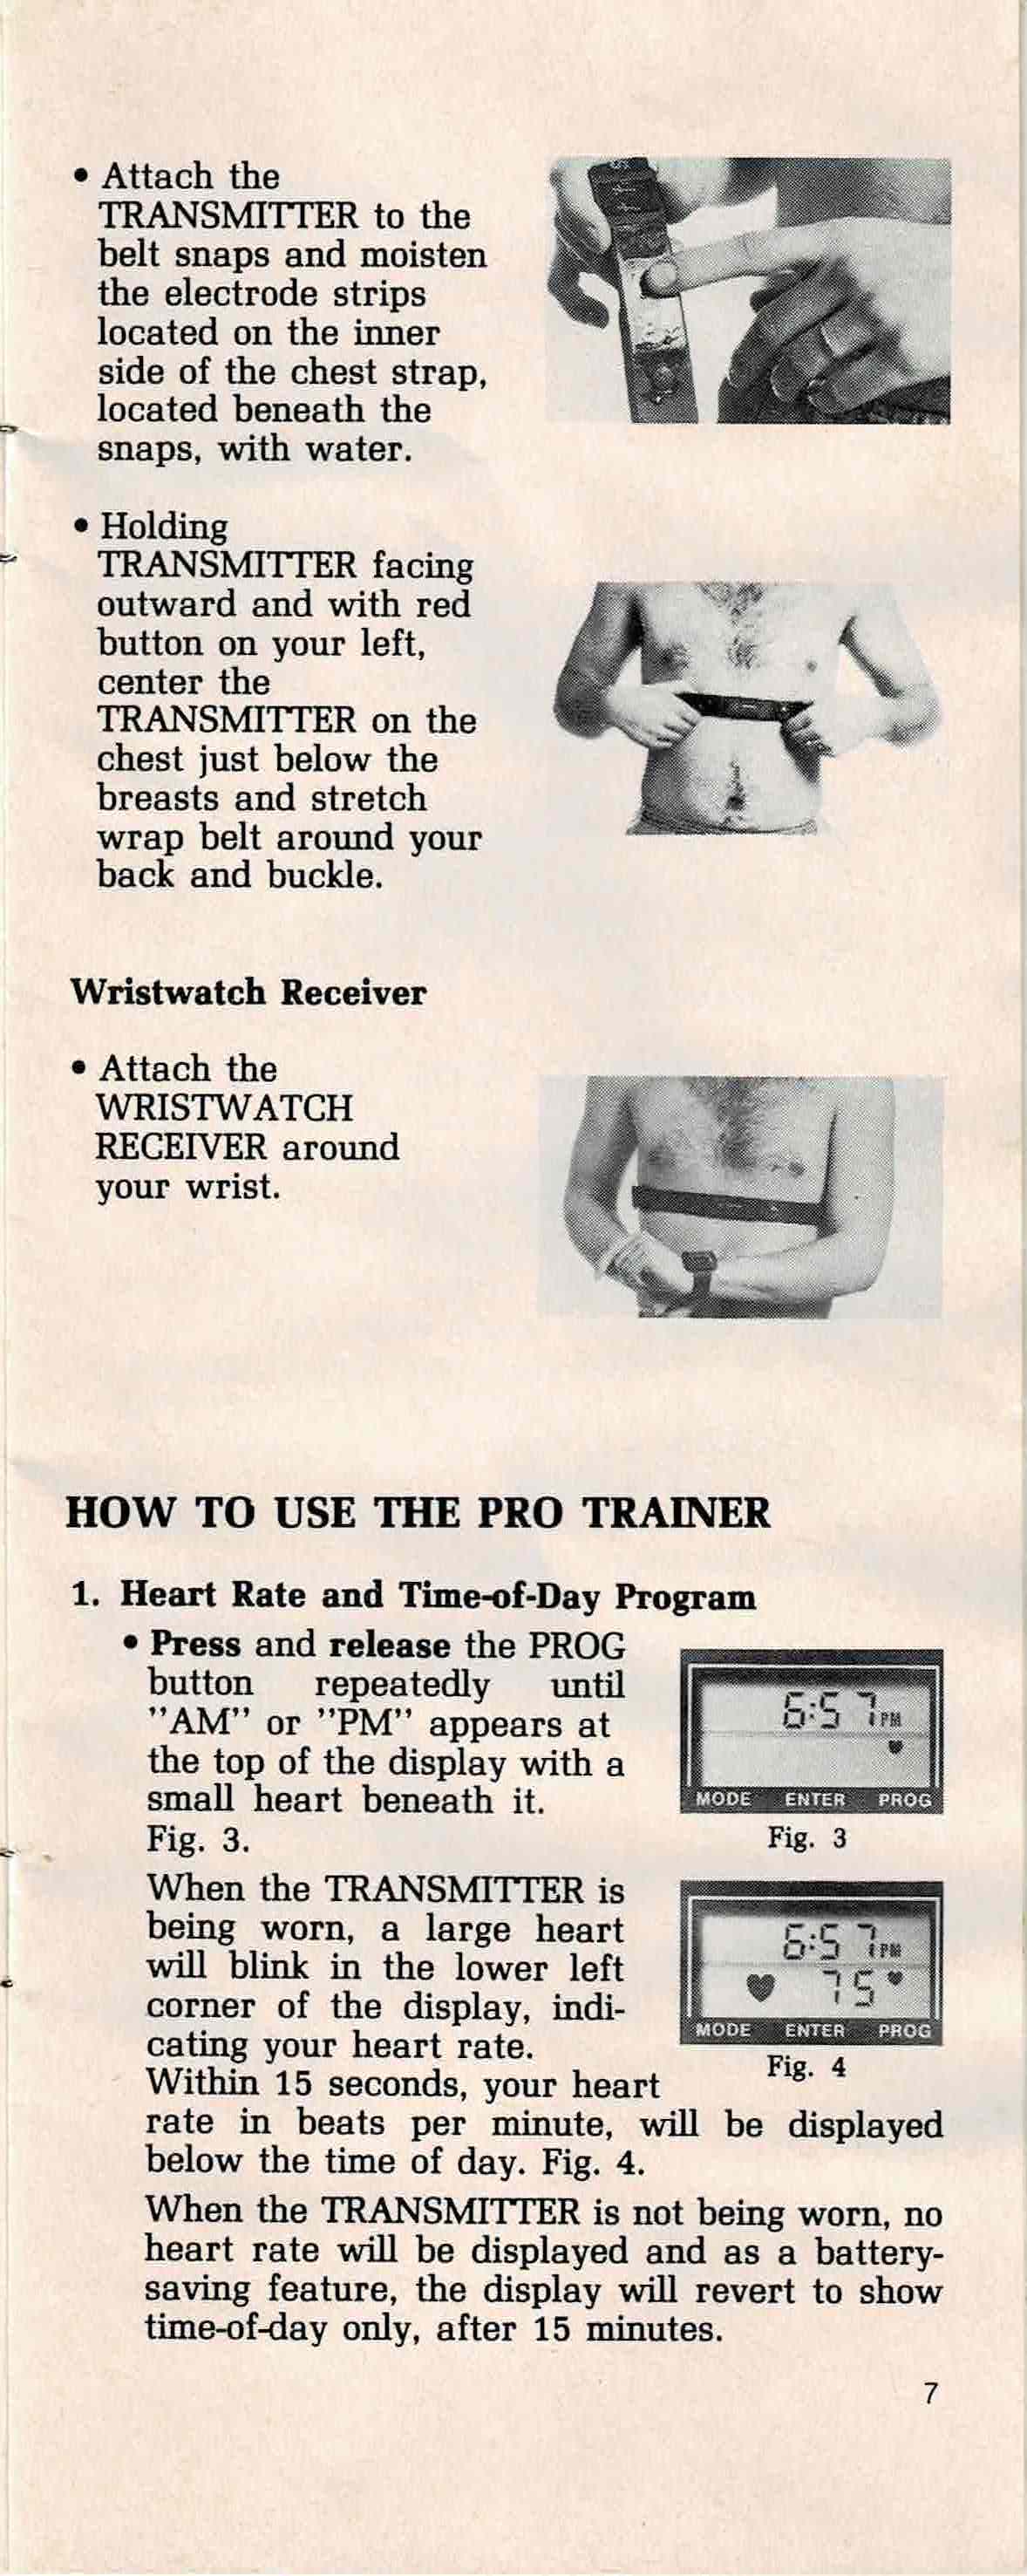 • Attach the
TRANSMITTER to the
belt snaps and moisten
the electrode strips
located on the inner
side of the chest strap,
located beneath the
snaps, with water.
• Holding
TRANSMITTER facing
outward and with red
button on your left,
center the
TRANSMITTER on the
chest just below the
breasts and stretch
wrap belt around your
back and buckle.
Wristwatch Receiver
• Attach the
WRISTWATCH
RECEIVER around
your wrist.
HOW TO USE THE PRO TRAINER
1. Heart Rate and Time-of-Day Program
• Press and release the PROG
button repeatedly until
"AM" or "PM" appears at
the top of the display with a
small heart beneath it.
Fig. 3.
6:57 PM
MODE ENTER PROG
Fig. 3
When the TRANSMITTER is
being worn, a large heart
will blink in the lower left
corner of the display, indi-
cating your heart rate.
6:57 PM
75
MODE ENTER PROG
Fig. 4
Within 15 seconds, your heart
rate in beats per minute, will be displayed
below the time of day. Fig. 4.
When the TRANSMITTER is not being worn, no
heart rate will be displayed and as a battery-
saving feature, the display will revert to show
time-of-day only, after 15 minutes.
7